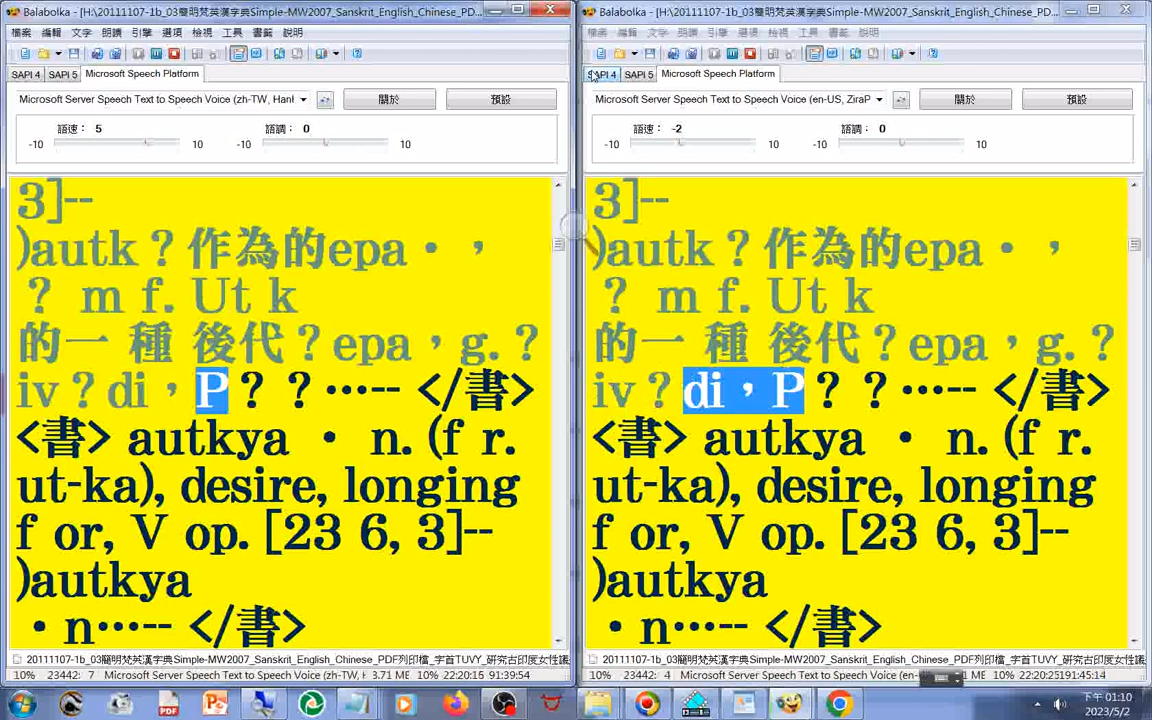 Balabolka - [H:\20111107-1b_03簡明梵英漢字典Simple-MW2007_Sanskrit_English_Chinese_PD...
檔案 編輯 文字 朗讀 引擎 選項 檢視 工具 書籤 說明
SAPI 4 SAPI 5 Microsoft Speech Platform
Microsoft Server Speech Text to Speech Voice (zh-TW, Hanl 關於 預設
語速： 5 語調： 0
-10 10 -10 10
3]--
)autk？作為的epa・，
？ m f. Ut k
的一 種 後代？epa，g.？
iv？di，P？？…-- </書>
<書> autkya ・ n. (f r.
ut-ka), desire, longing
f or, V op. [23 6, 3]--
)autkya
・n…-- </書>
20111107-1b_03簡明梵英漢字典Simple-MW2007_Sanskrit_English_Chinese_PDF列印檔_字首TUVY_研究古印度女性議
10% 23442: 7 Microsoft Server Speech Text to Speech Voice (zh-TW, H 3.71 ME 10% 22:20:15 91:39:54
Balabolka - [H:\20111107-1b_03簡明梵英漢字典Simple-MW2007_Sanskrit_English_Chinese_PD...
檔案 編輯 文字 朗讀 引擎 選項 檢視 工具 書籤 說明
SAPI 4 SAPI 5 Microsoft Speech Platform
Microsoft Server Speech Text to Speech Voice (en-US, ZiraP 關於 預設
語速： -2 語調： 0
-10 10 -10 10
3]--
)autk？作為的epa・，
？ m f. Ut k
的一 種 後代？epa，g.？
iv？di，P？？…-- </書>
<書> autkya ・ n. (f r.
ut-ka), desire, longing
f or, V op. [23 6, 3]--
)autkya
・n…-- </書>
20111107-1b_03簡明梵英漢字典Simple-MW2007_Sanskrit_English_Chinese_PDF列印檔_字首TUVY_研究古印度女性議
10% 23442: 4 Microsoft Server Speech Text to Speech Voice (en-US, 10% 22:20:25 191:45:14
下午 01:10
2023/5/2